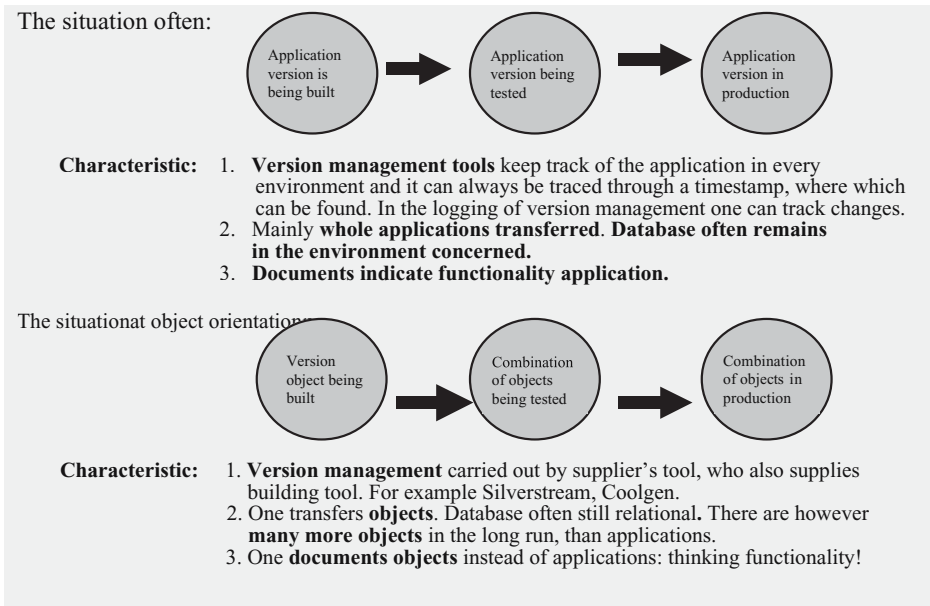 The situation often:
Application
version is
being built
Application
version being
tested
Application
version in
production
Characteristic: 1. Version management tools keep track of the application in every
environment and it can always be traced through a timestamp, where which
can be found. In the logging of version management one can track changes.
2. Mainly whole applications transferred. Database often remains
in the environment concerned.
3. Documents indicate functionality application.
The situationat object orientation
Version
object being
built
Combination
of objects
being tested
Combination
of objects in
production
Characteristic: 1. Version management carried out by supplier's tool, who also supplies
building tool. For example Silverstream, Coolgen.
2. One transfers objects. Database often still relational. There are however
many more objects in the long run, than applications.
3. One documents objects instead of applications: thinking functionality!